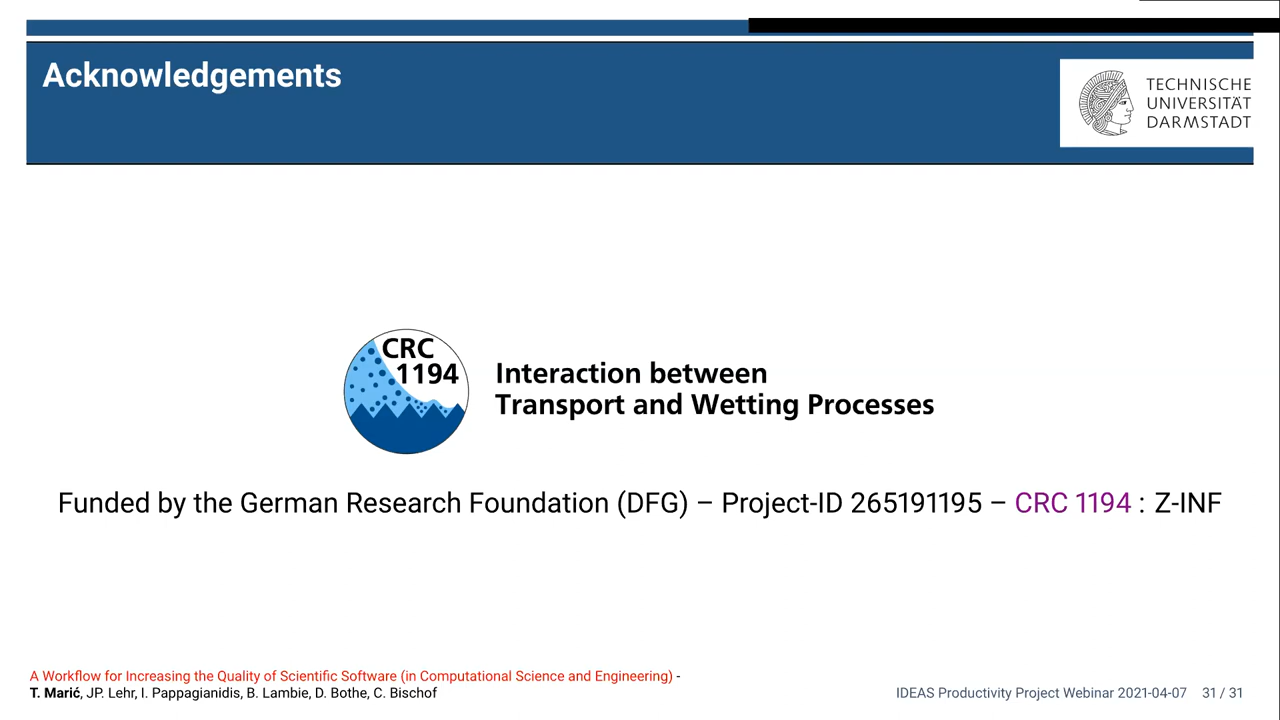 Acknowledgements
TECHNISCHE
UNIVERSITÄT
DARMSTADT
CRC
1194
Interaction between
Transport and Wetting Processes
Funded by the German Research Foundation (DFG) – Project-ID 265191195 – CRC 1194 : Z-INF
A Workflow for Increasing the Quality of Scientific Software (in Computational Science and Engineering) -
T. Marić, JP. Lehr, I. Pappagianidis, B. Lambie, D. Bothe, C. Bischof
IDEAS Productivity Project Webinar 2021-04-07 31 / 31